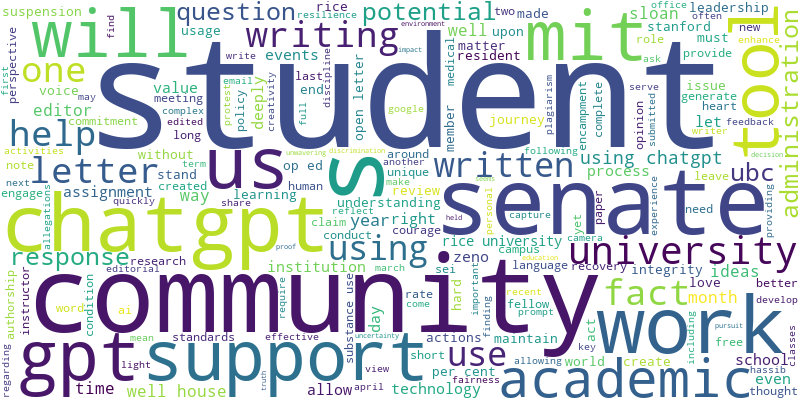 suspension
will
question
potential
mit
sloan
resilience
rice
two
made
office
leadership
often
stanford
new
tool
perspective
usage
find
last
environment
one
student
writing
events
well
upon
matter
resident
must
role
provide
ask
enhance
impact
first
voice
may
editor
value
meeting
complex
help
write
email
protest
policy
deeply
creativity
full
discipline
open letter
google
medical
member
plagiarism
encampment
complete
serve
opinion
submitted
issue
generate
heart
let
feedback
writer
decision
administration
commitment
edited
long
us
s
journey
activities
note
letter
without
term
created
around
another
unique
make
written
following
using chatgpt
process
leave
ubc
next
engage
assignment
stand
way
op ed
human
learning
unwavering
discrimination
understanding
review
senate
allegations
quickly
share
reflect
year
right
claim
conduct
courage
personal
held
capture
yet
paper
experience
need
providing
chatgpt
using
response
research
institution
rice university
zeno
campus
camera
language
recovery
education
university
integrity
ideas
authorship
instructor
editorial
proof
march
sei
important
recent
finding
prompt
act
love
better
month
develop
regarding
word
ai
condition
community
require
substance use
day
come
rate
hard
fellow
allowing
key
fact
work
including
free
pursuit
classes
gpt
mean
standards
effective
support
light
view
uncertainty
actions
maintain
short
per cent
world
create
school
hassib
time
well house
truth
allow
april
use
technology
fairness
academic
even
thought